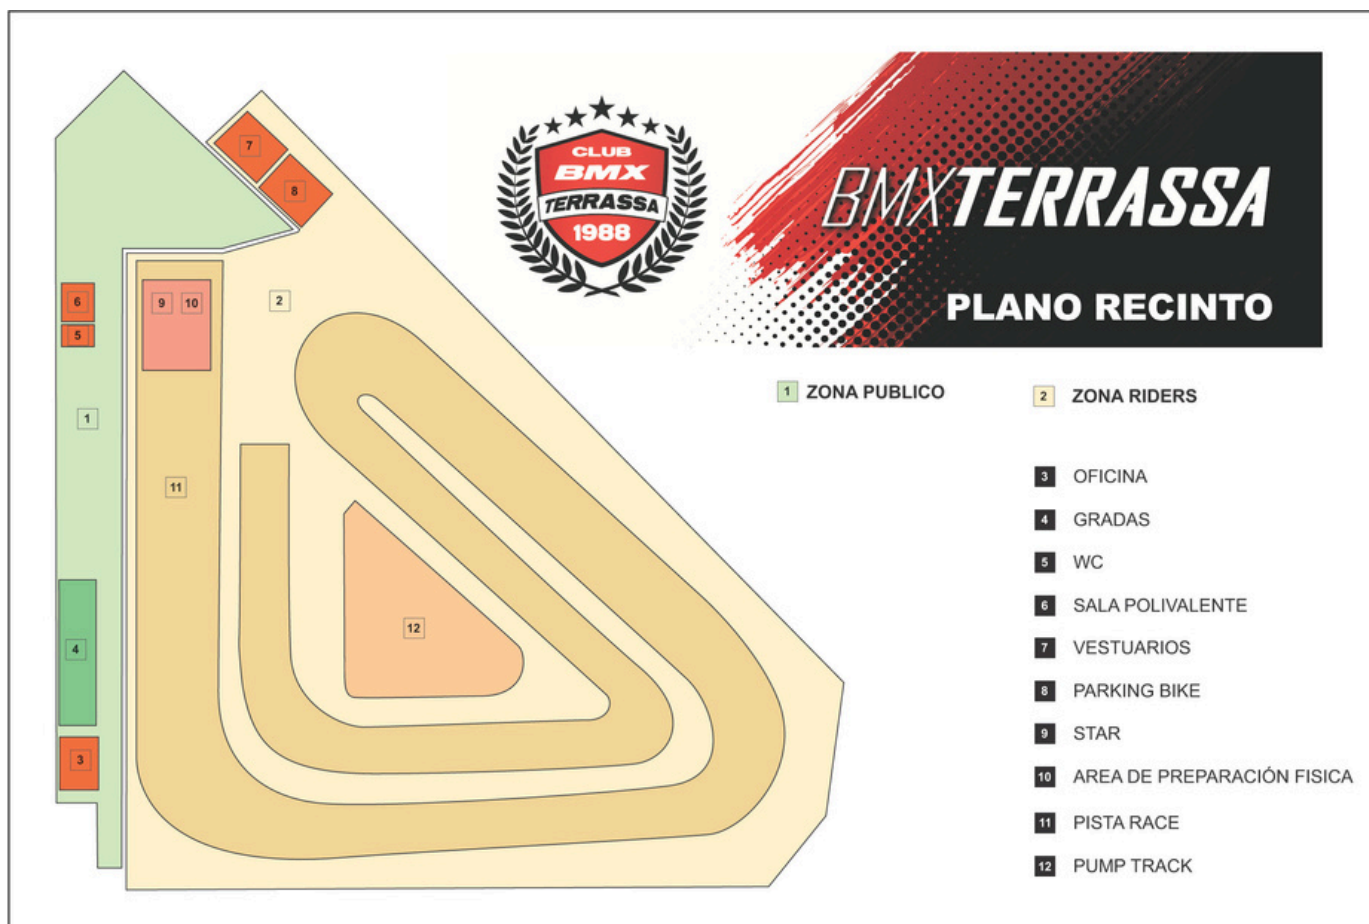 CLUB
BMX
TERRASSA
1988
BMXTERRASSA
PLANO RECINTO
1 ZONA PUBLICO
2 ZONA RIDERS
3 OFICINA
4 GRADAS
5 WC
6 SALA POLIVALENTE
7 VESTUARIOS
8 PARKING BIKE
9 STAR
10 AREA DE PREPARACIÓN FISICA
11 PISTA RACE
12 PUMP TRACK
7
8
6
5
9 10
2
1
11
12
4
3